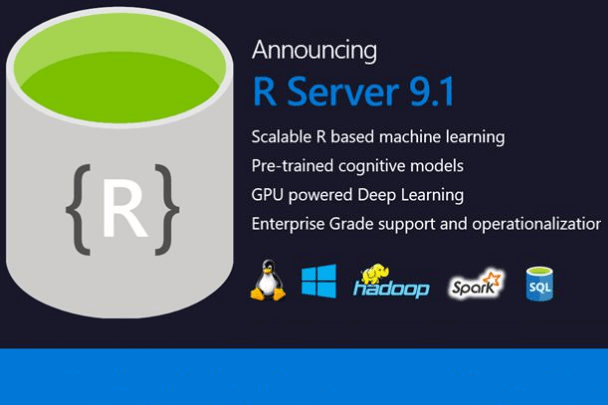 Announcing
R Server 9.1
Scalable R based machine learning
Pre-trained cognitive models
GPU powered Deep Learning
Enterprise Grade support and operationalization
{R}
hadoop
Spark
SQL